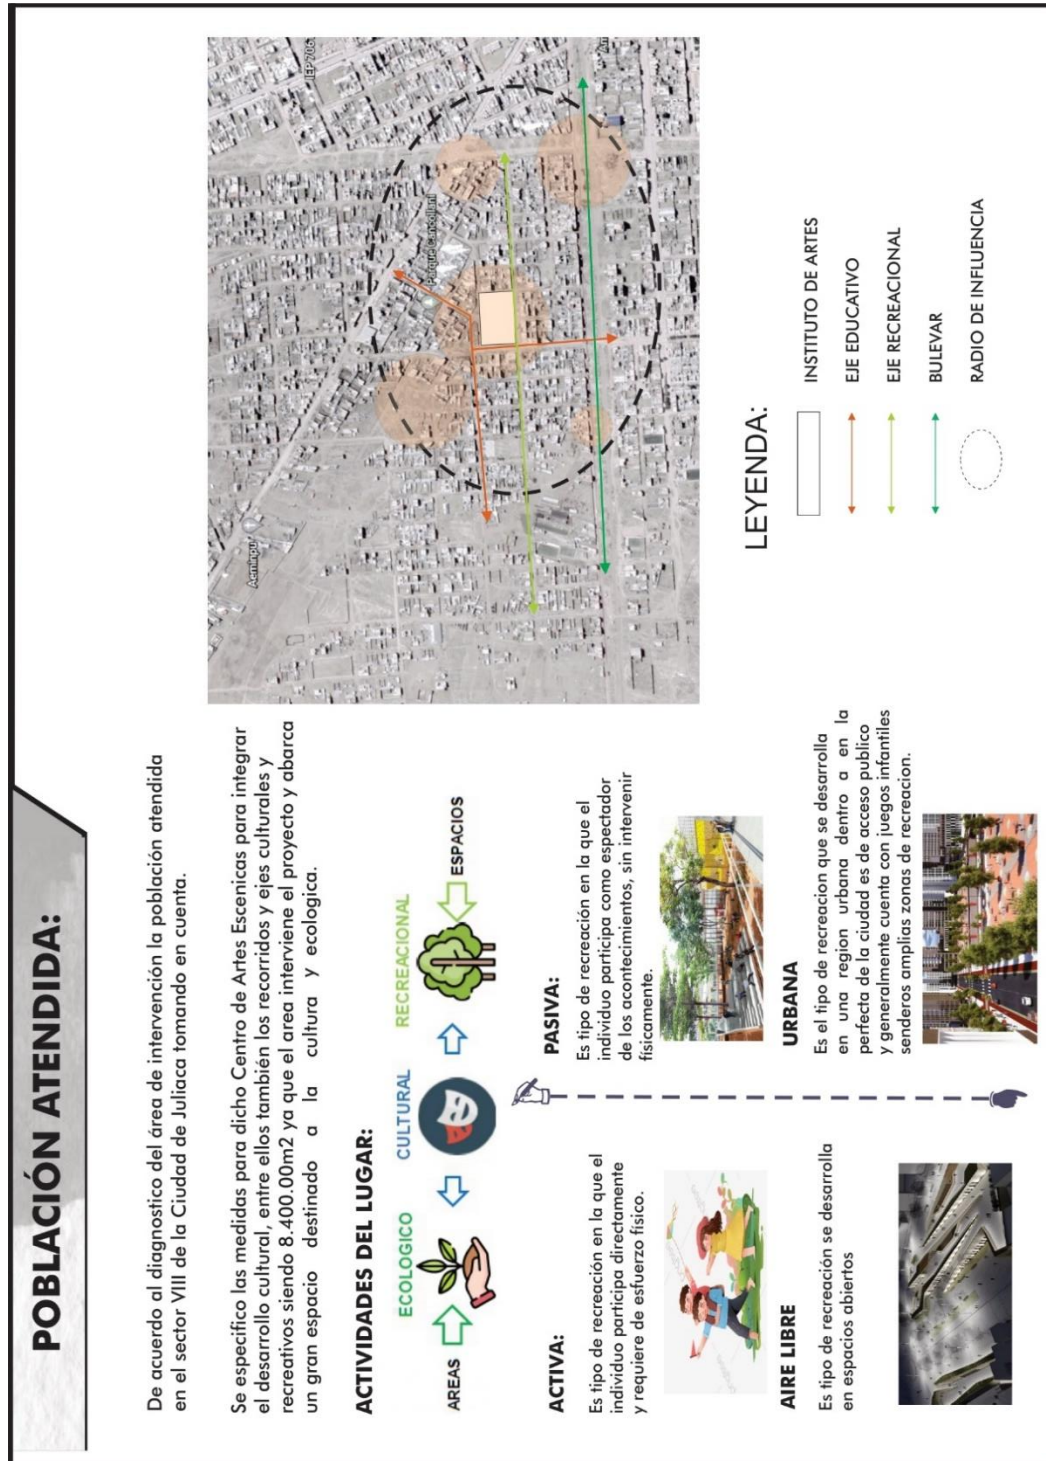 POBLACIÓN ATENDIDA:
De acuerdo al diagnostico del área de intervención la población atendida
en el sector VIII de la Ciudad de Juliaca tomando en cuenta.
Se especifico las medidas para dicho Centro de Artes Escenicas para integrar
el desarrollo cultural, entre ellos también los recorridos y ejes culturales y
recreativos siendo 8.400.00m2 ya que el area interviene el proyecto y abarca
un gran espacio destinado a la cultura y ecologica.
ACTIVIDADES DEL LUGAR:
ECOLOGICO
CULTURAL
RECREACIONAL
AREAS
ESPACIOS
ACTIVA:
Es tipo de recreación en la que el
individuo participa directamente
y requiere de esfuerzo físico.
PASIVA:
Es tipo de recreación en la que el
individuo participa como espectador
de los acontecimientos, sin intervenir
físicamente.
AIRE LIBRE
Es tipo de recreación se desarrolla
en espacios abiertos
URBANA
Es el tipo de recreacion que se desarrolla
en una region urbana dentro a en la
perfecta de la ciudad es de acceso publico
y generalmente cuenta con juegos infantiles
senderos amplias zonas de recreacion.
IEP 706
Parque Cancollani
Aeminpu
LEYENDA:
INSTITUTO DE ARTES
EJE EDUCATIVO
EJE RECREACIONAL
BULEVAR
RADIO DE INFLUENCIA